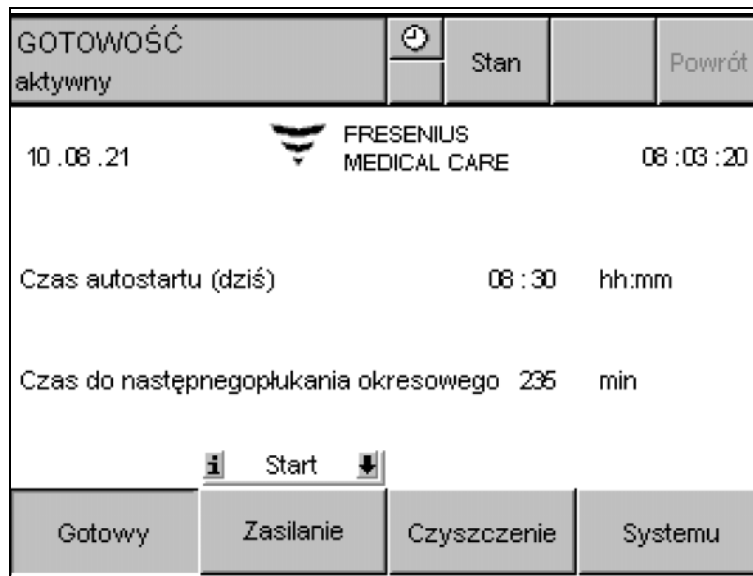 GOTOWOŚĆ
aktywny
Stan
Powrót
10.08.21
FRESENIUS
MEDICAL CARE
08:03:20
Czas autostartu (dziś) 08:30 hh:mm
Czas do następnegopłukania okresowego 235 min
i Start
Gotowy Zasilanie Czyszczenie Systemu